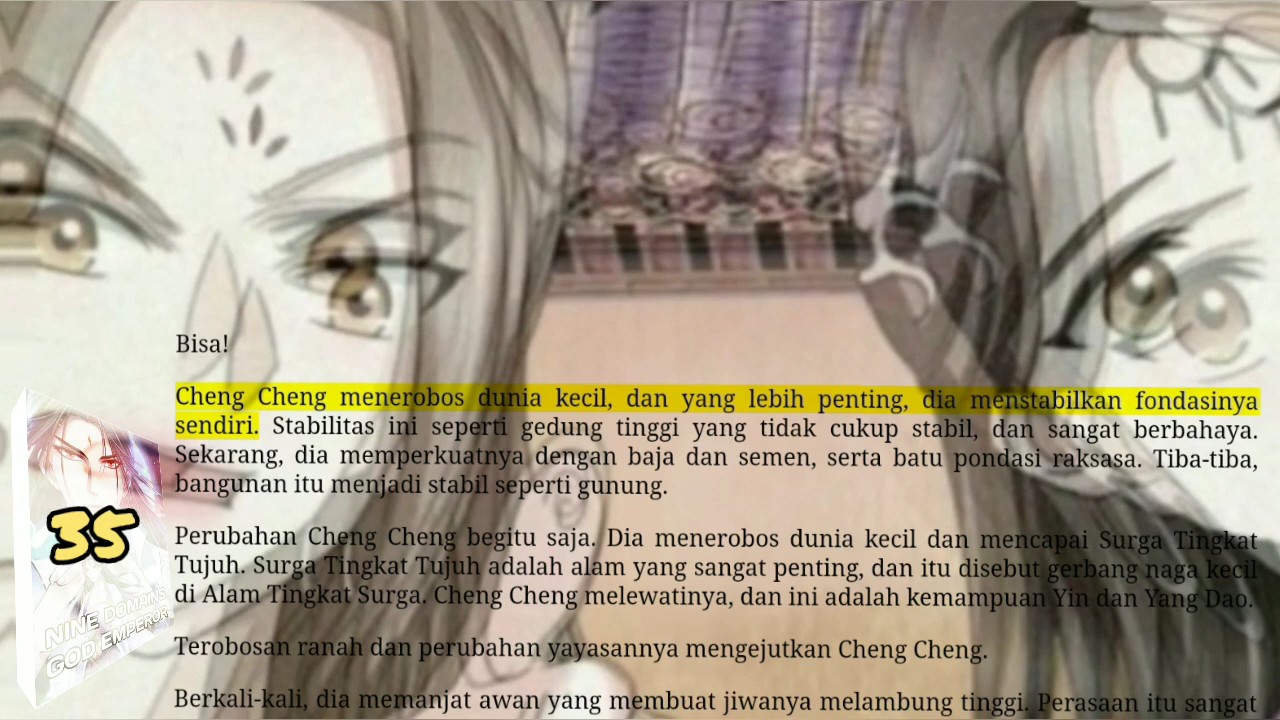 Bisa!
Cheng Cheng menerobos dunia kecil, dan yang lebih penting, dia menstabilkan fondasinya
sendiri. Stabilitas ini seperti gedung tinggi yang tidak cukup stabil, dan sangat berbahaya.
Sekarang, dia memperkuatnya dengan baja dan semen, serta batu pondasi raksasa. Tiba-tiba,
bangunan itu menjadi stabil seperti gunung.
Perubahan Cheng Cheng begitu saja. Dia menerobos dunia kecil dan mencapai Surga Tingkat
Tujuh. Surga Tingkat Tujuh adalah alam yang sangat penting, dan itu disebut gerbang naga kecil
di Alam Tingkat Surga. Cheng Cheng melewatinya, dan ini adalah kemampuan Yin dan Yang Dao.
Terobosan ranah dan perubahan yayasannya mengejutkan Cheng Cheng.
Berkali-kali, dia memanjat awan yang membuat jiwanya melambung tinggi. Perasaan itu sangat
35
NINE DOMAINS
GOD EMPEROR